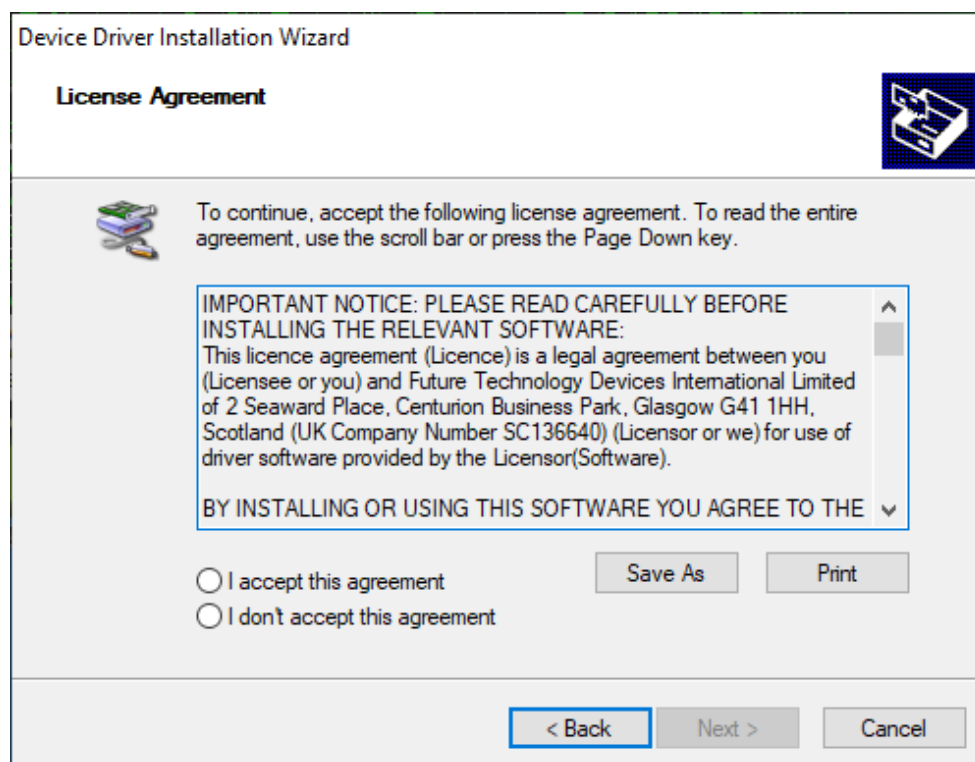 Device Driver Installation Wizard
License Agreement
To continue, accept the following license agreement. To read the entire
agreement, use the scroll bar or press the Page Down key.
IMPORTANT NOTICE: PLEASE READ CAREFULLY BEFORE
INSTALLING THE RELEVANT SOFTWARE:
This licence agreement (Licence) is a legal agreement between you
(Licensee or you) and Future Technology Devices International Limited
of 2 Seaward Place, Centurion Business Park, Glasgow G41 1HH,
Scotland (UK Company Number SC136640) (Licensor or we) for use of
driver software provided by the Licensor(Software).
BY INSTALLING OR USING THIS SOFTWARE YOU AGREE TO THE
I accept this agreement
Save As
Print
I don't accept this agreement
< Back
Next >
Cancel